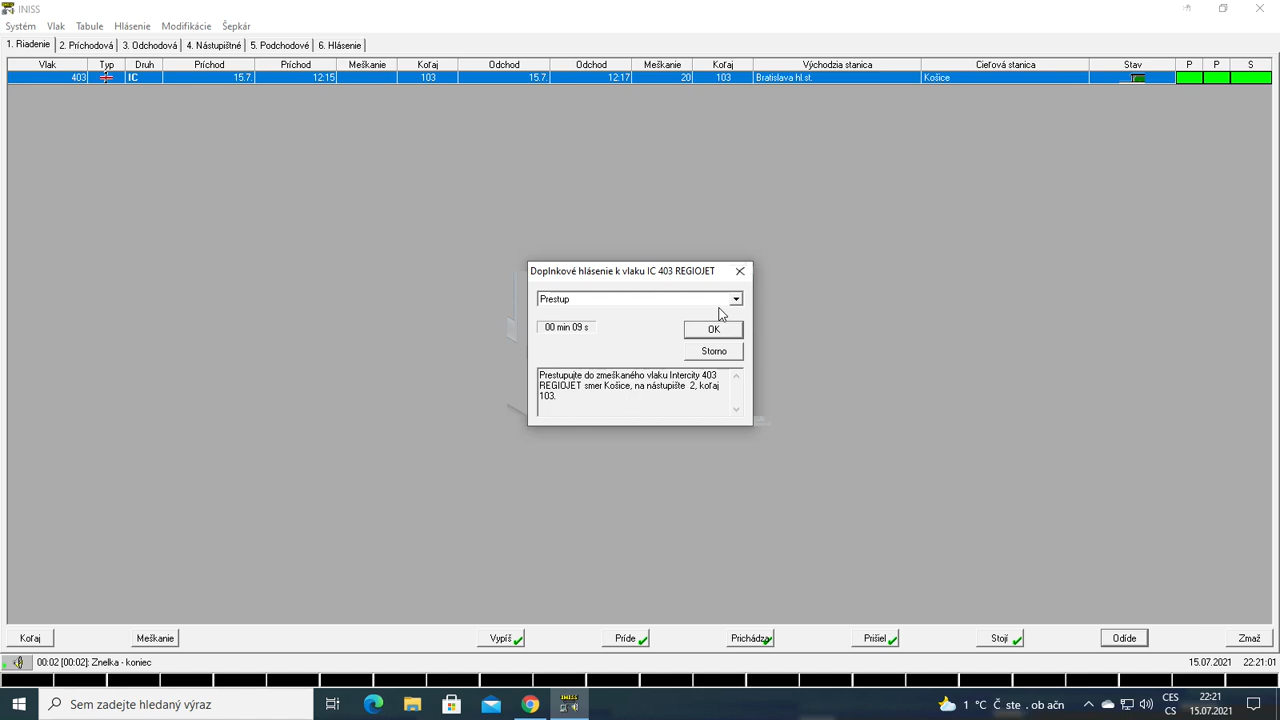 INISS
Systém Vlak Tabule Hlásenie Modifikácie Šepkár
1. Riadenie 2. Príchodová 3. Odchodová 4. Nástupištné 5. Podchodové 6. Hlásenie
Vlak Typ Druh Príchod Príchod Meškanie Koľaj Odchod Odchod Meškanie Koľaj Východzia stanica Cieľová stanica Stav P P S
403 IC 15.7. 12:15 103 15.7. 12:17 20 103 Bratislava hl.st. Košice
Doplnkové hlásenie k vlaku IC 403 REGIOJET
Prestup
00 min 09 s
OK
Storno
Prestupujte do zmeškaného vlaku Intercity 403
REGIOJET smer Košice, na nástupište 2, koľaj
103.
Koľaj Meškanie Vypíš Príde Prichádza Prišiel Stojí Odíde Zmaž
00:02 [00:02]: Znelka - koniec 15.07.2021 22.21:01
Sem zadejte hledaný výraz 1 °C Č ste . ob ačn CES 22:21
CS 15.07.2021